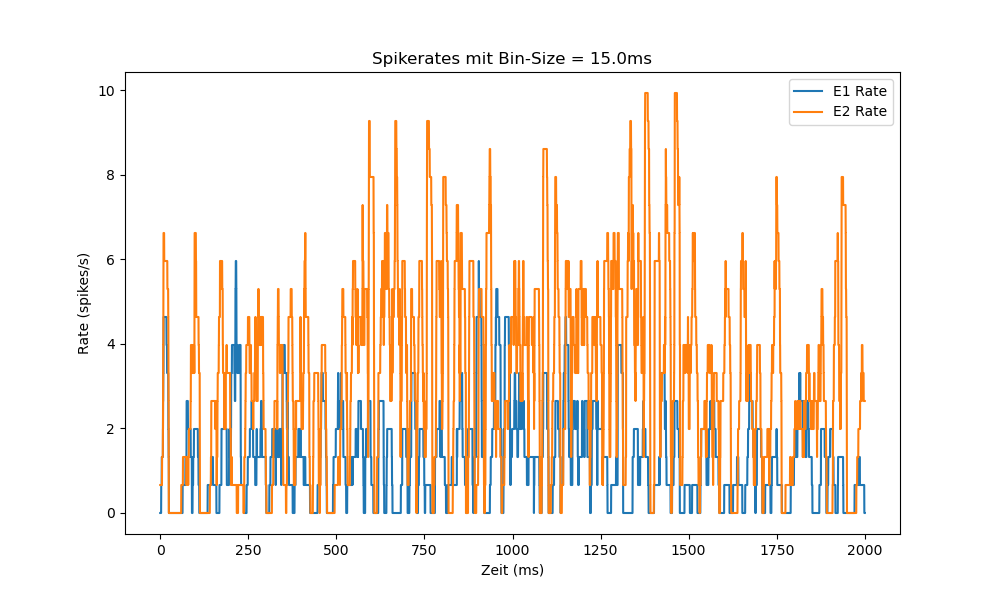 Spikerates mit Bin-Size = 15.0ms
E1 Rate
E2 Rate
Rate (spikes/s)
10
8
6
4
2
0
0 250 500 750 1000 1250 1500 1750 2000
Zeit (ms)